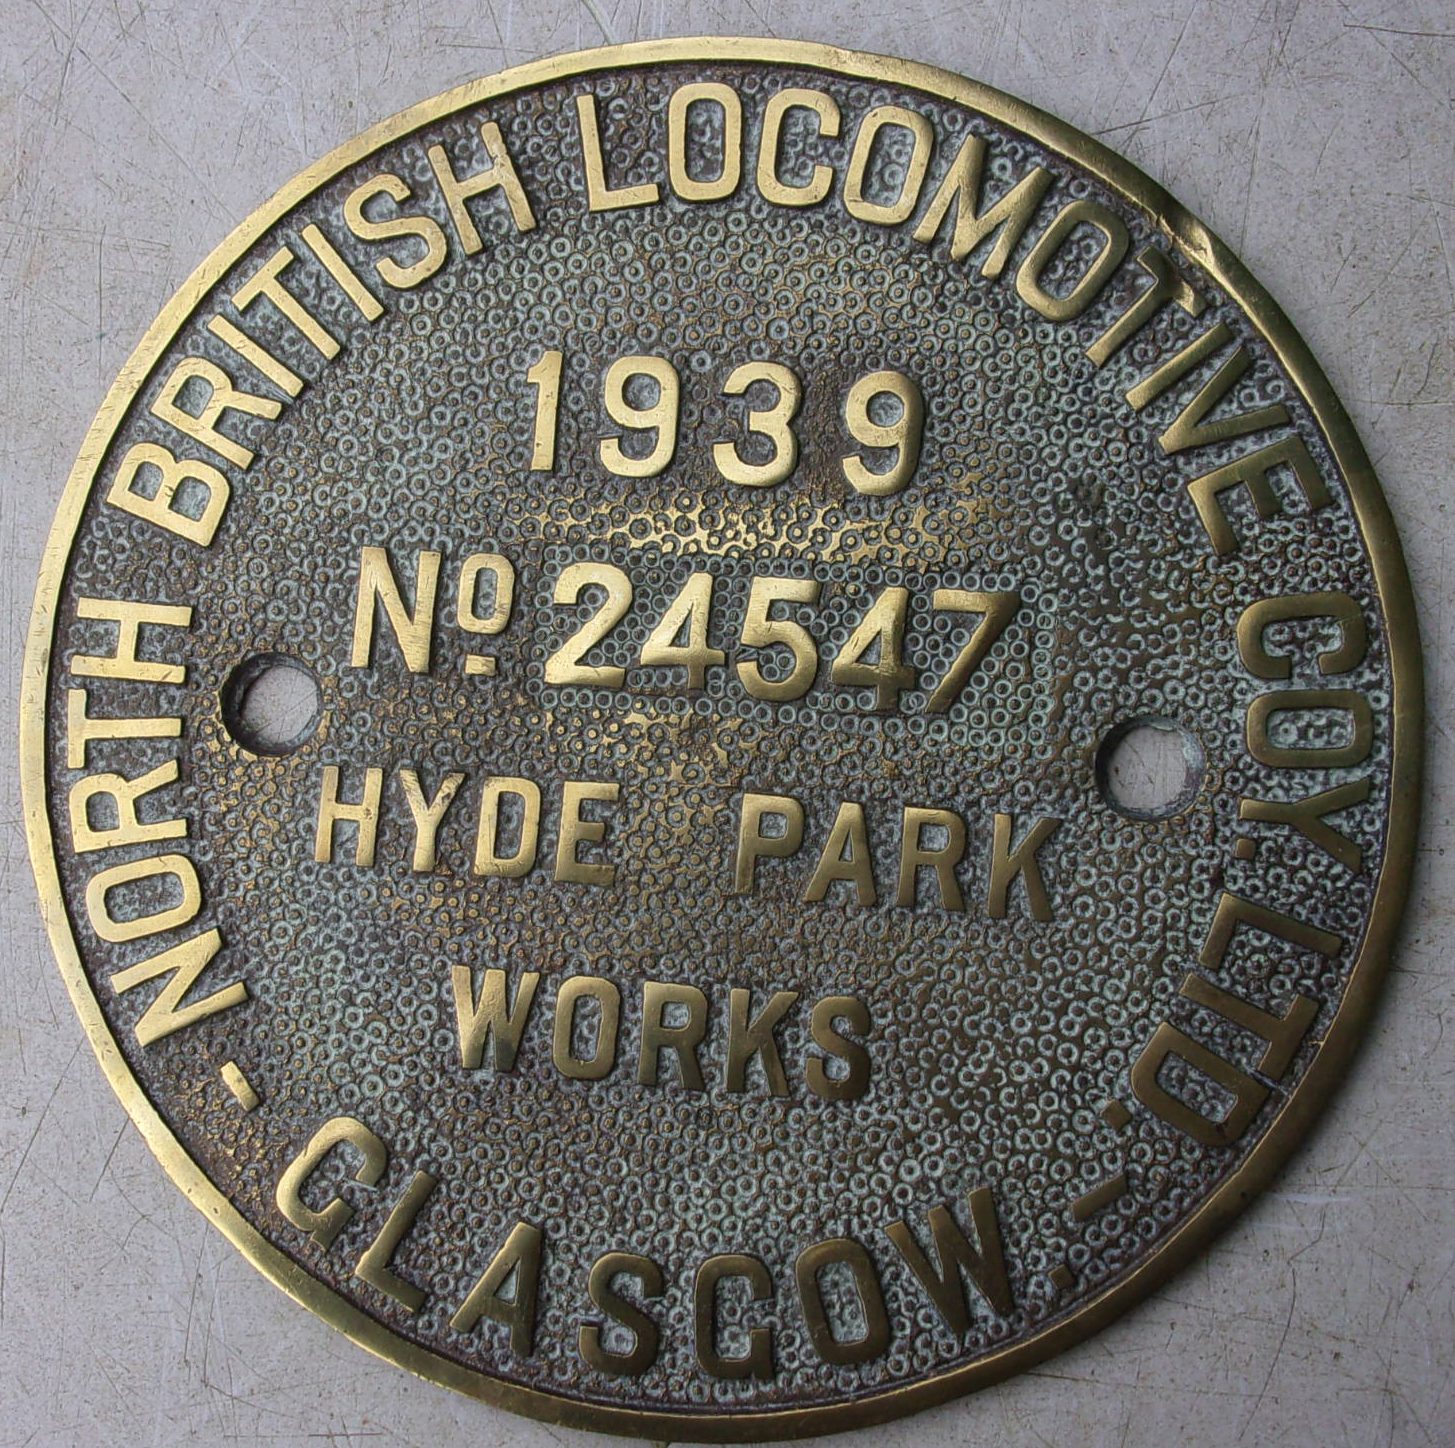 NORTH BRITISH LOCOMOTIVE COY. LTD. -
1939
No 24547
HYDE PARK
WORKS
- GLASGOW.